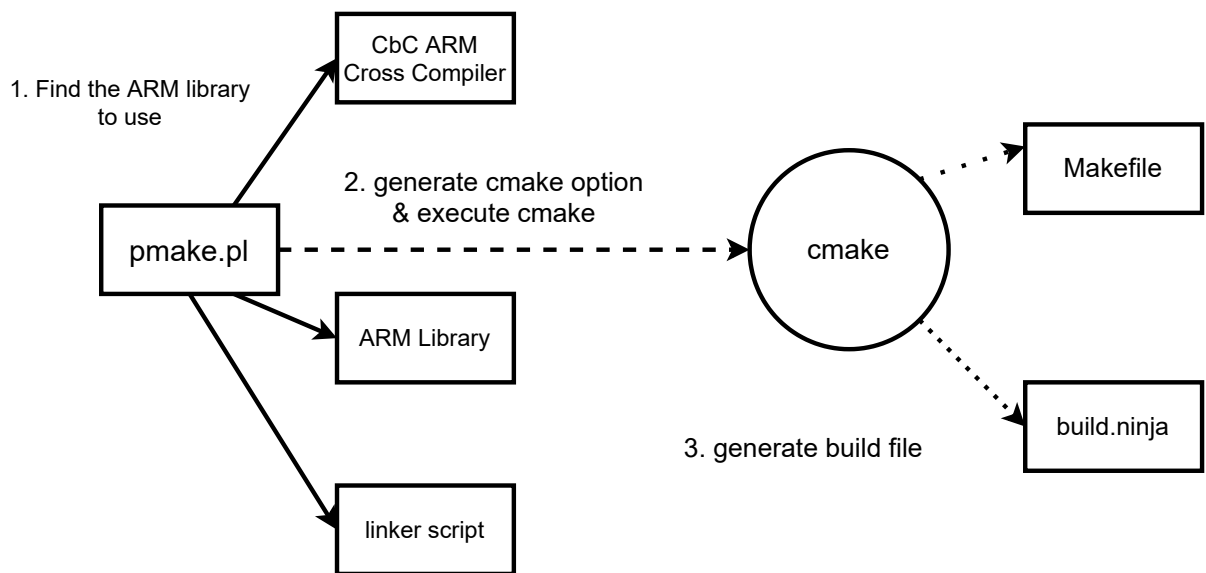 CbC ARM
Cross Compiler
1. Find the ARM library
to use
Makefile
2. generate cmake option
& execute cmake
pmake.pl
cmake
ARM Library
build.ninja
3. generate build file
linker script